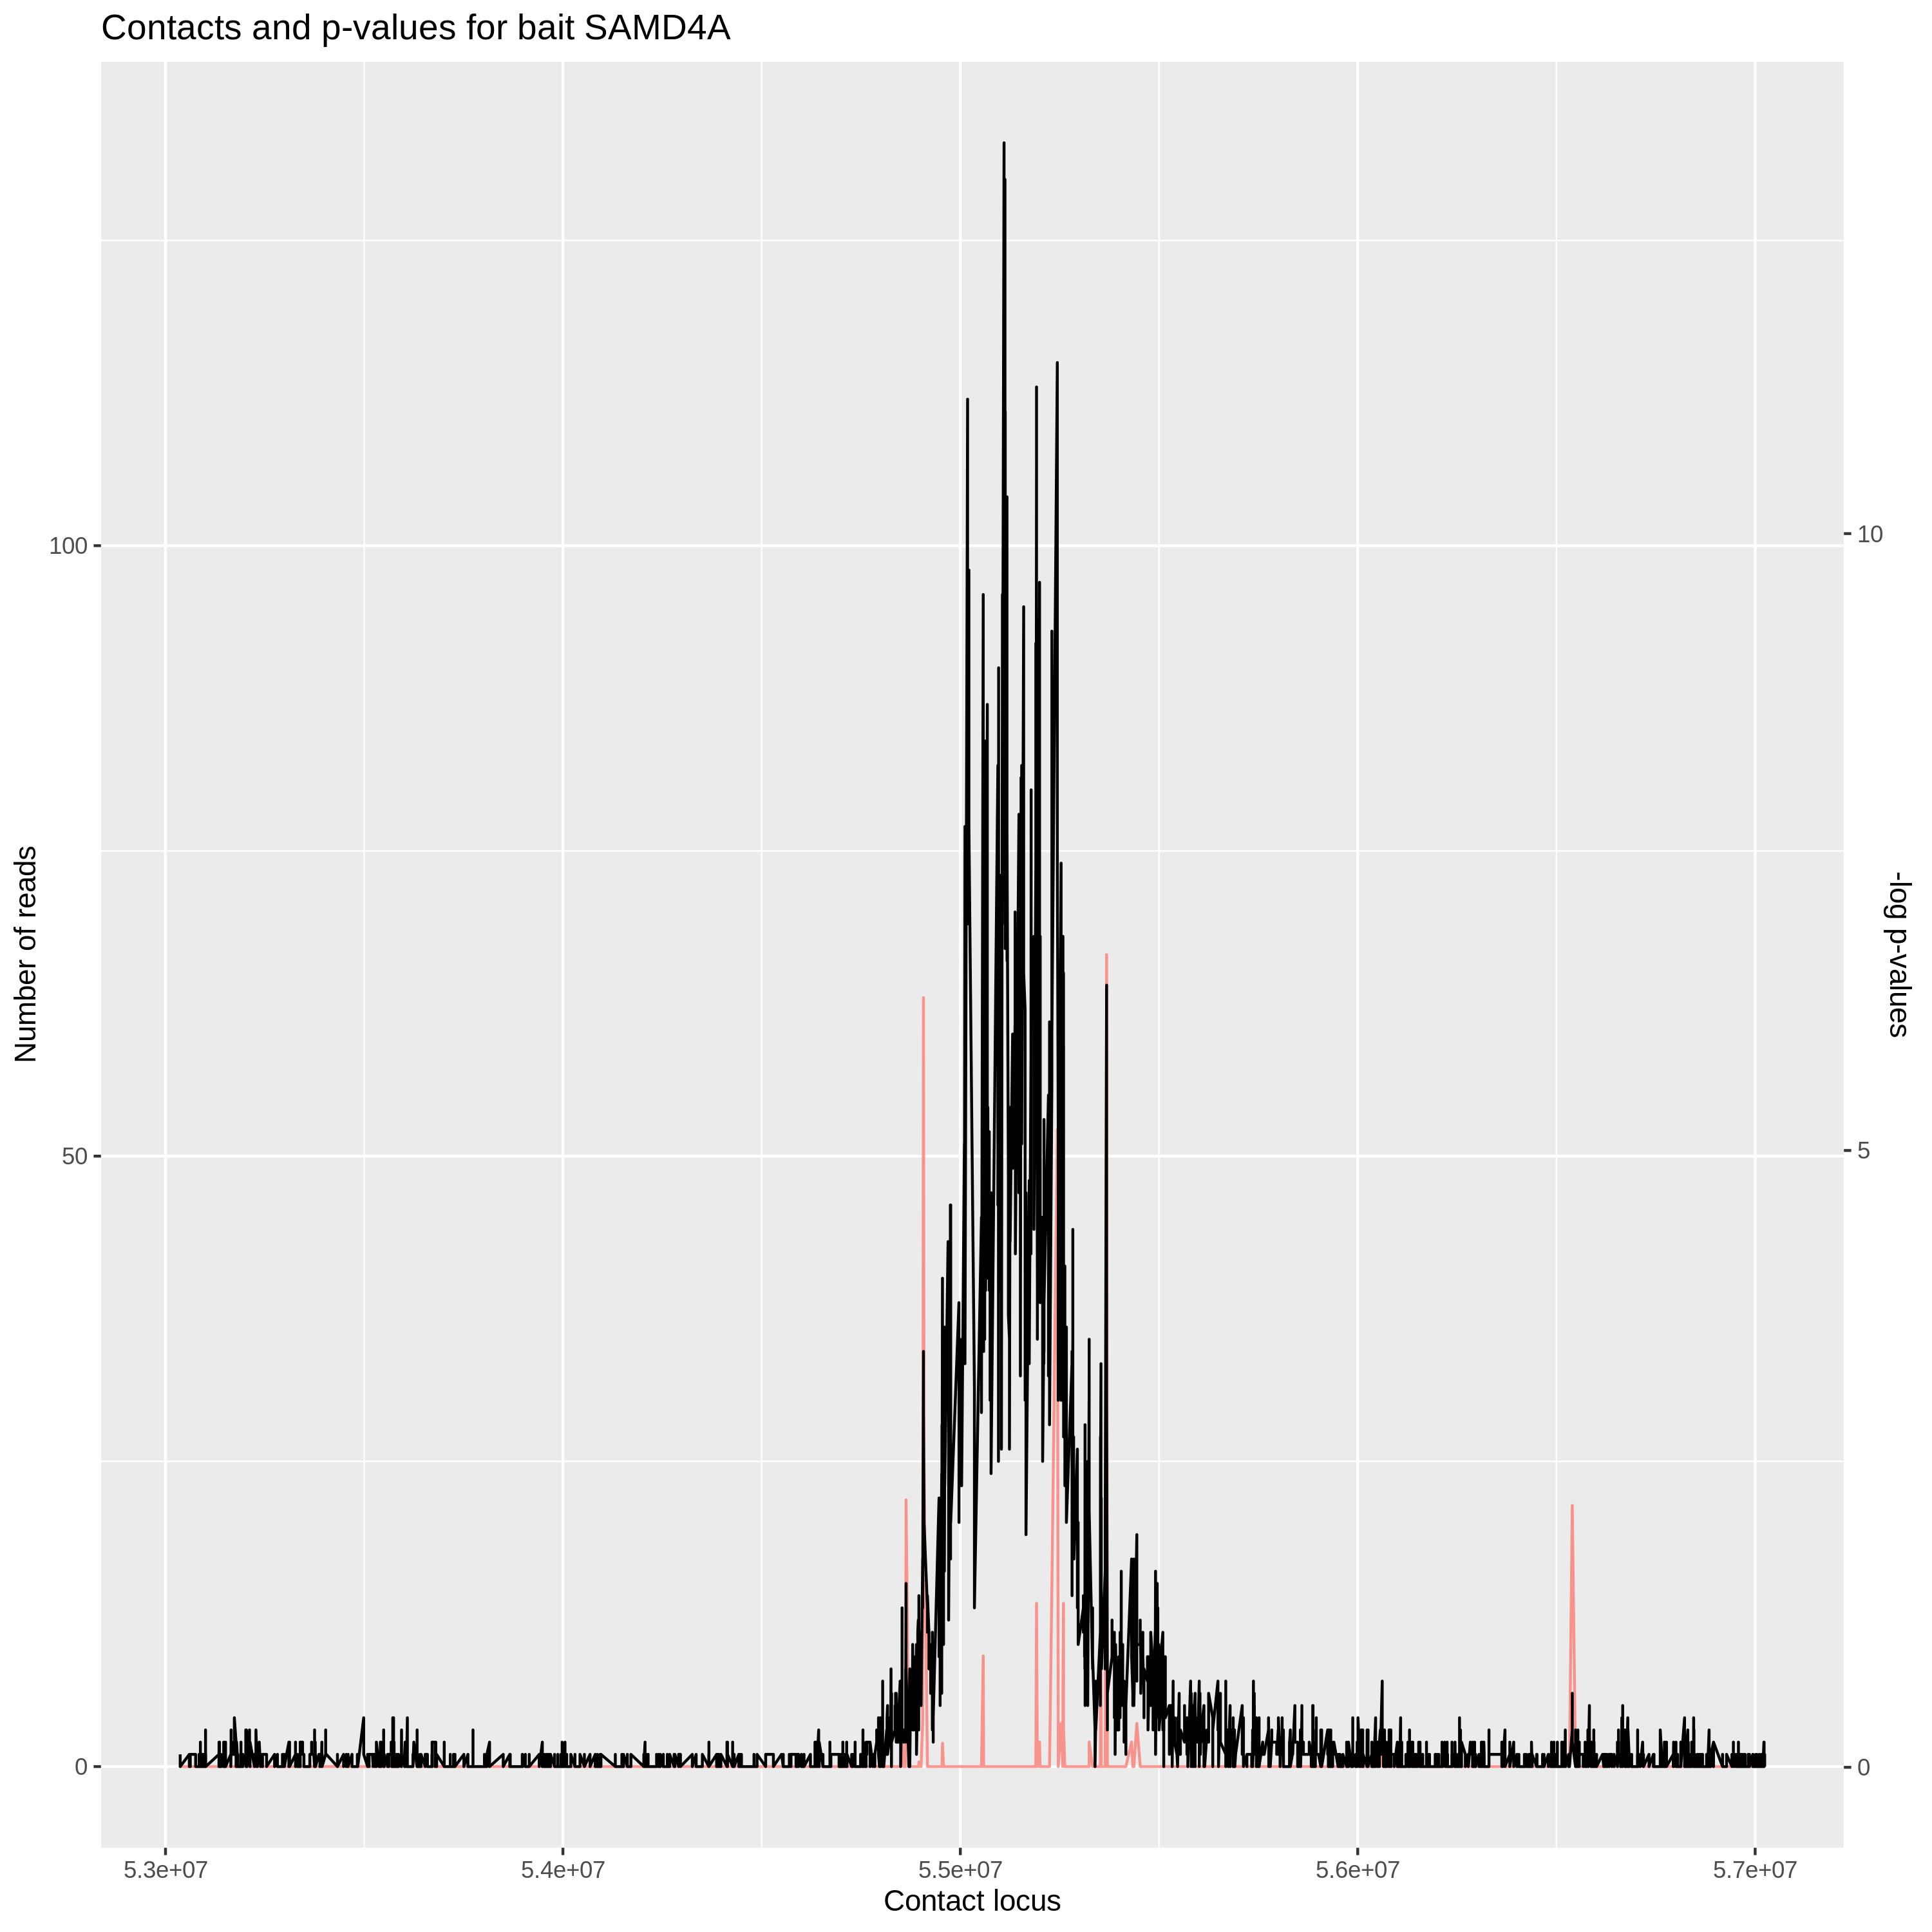 Contacts and p-values for bait SAMD4A
Number of reads
100
50
0
10
5
0
-log p-values
5.3e+07
5.4e+07
5.5e+07
5.6e+07
5.7e+07
Contact locus